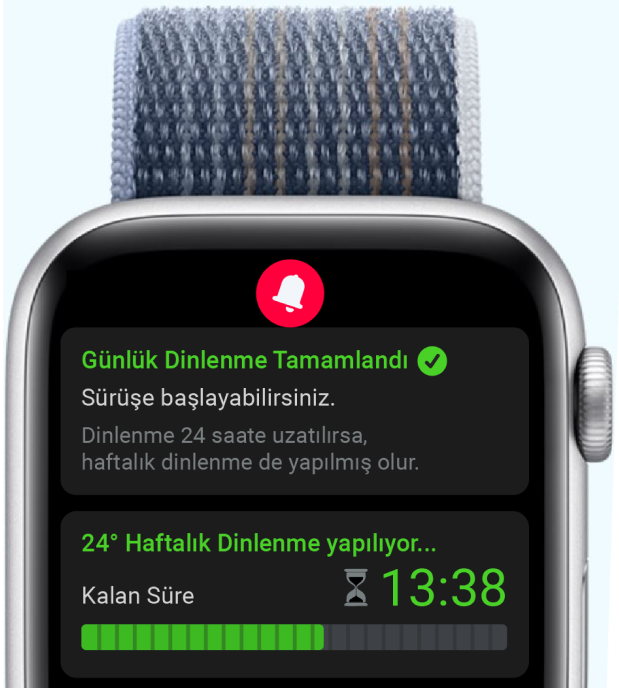 Günlük Dinlenme Tamamlandı
Sürüşe başlayabilirsiniz.
Dinlenme 24 saate uzatılırsa,
haftalık dinlenme de yapılmış olur.
24° Haftalık Dinlenme yapılıyor...
Kalan Süre 13:38